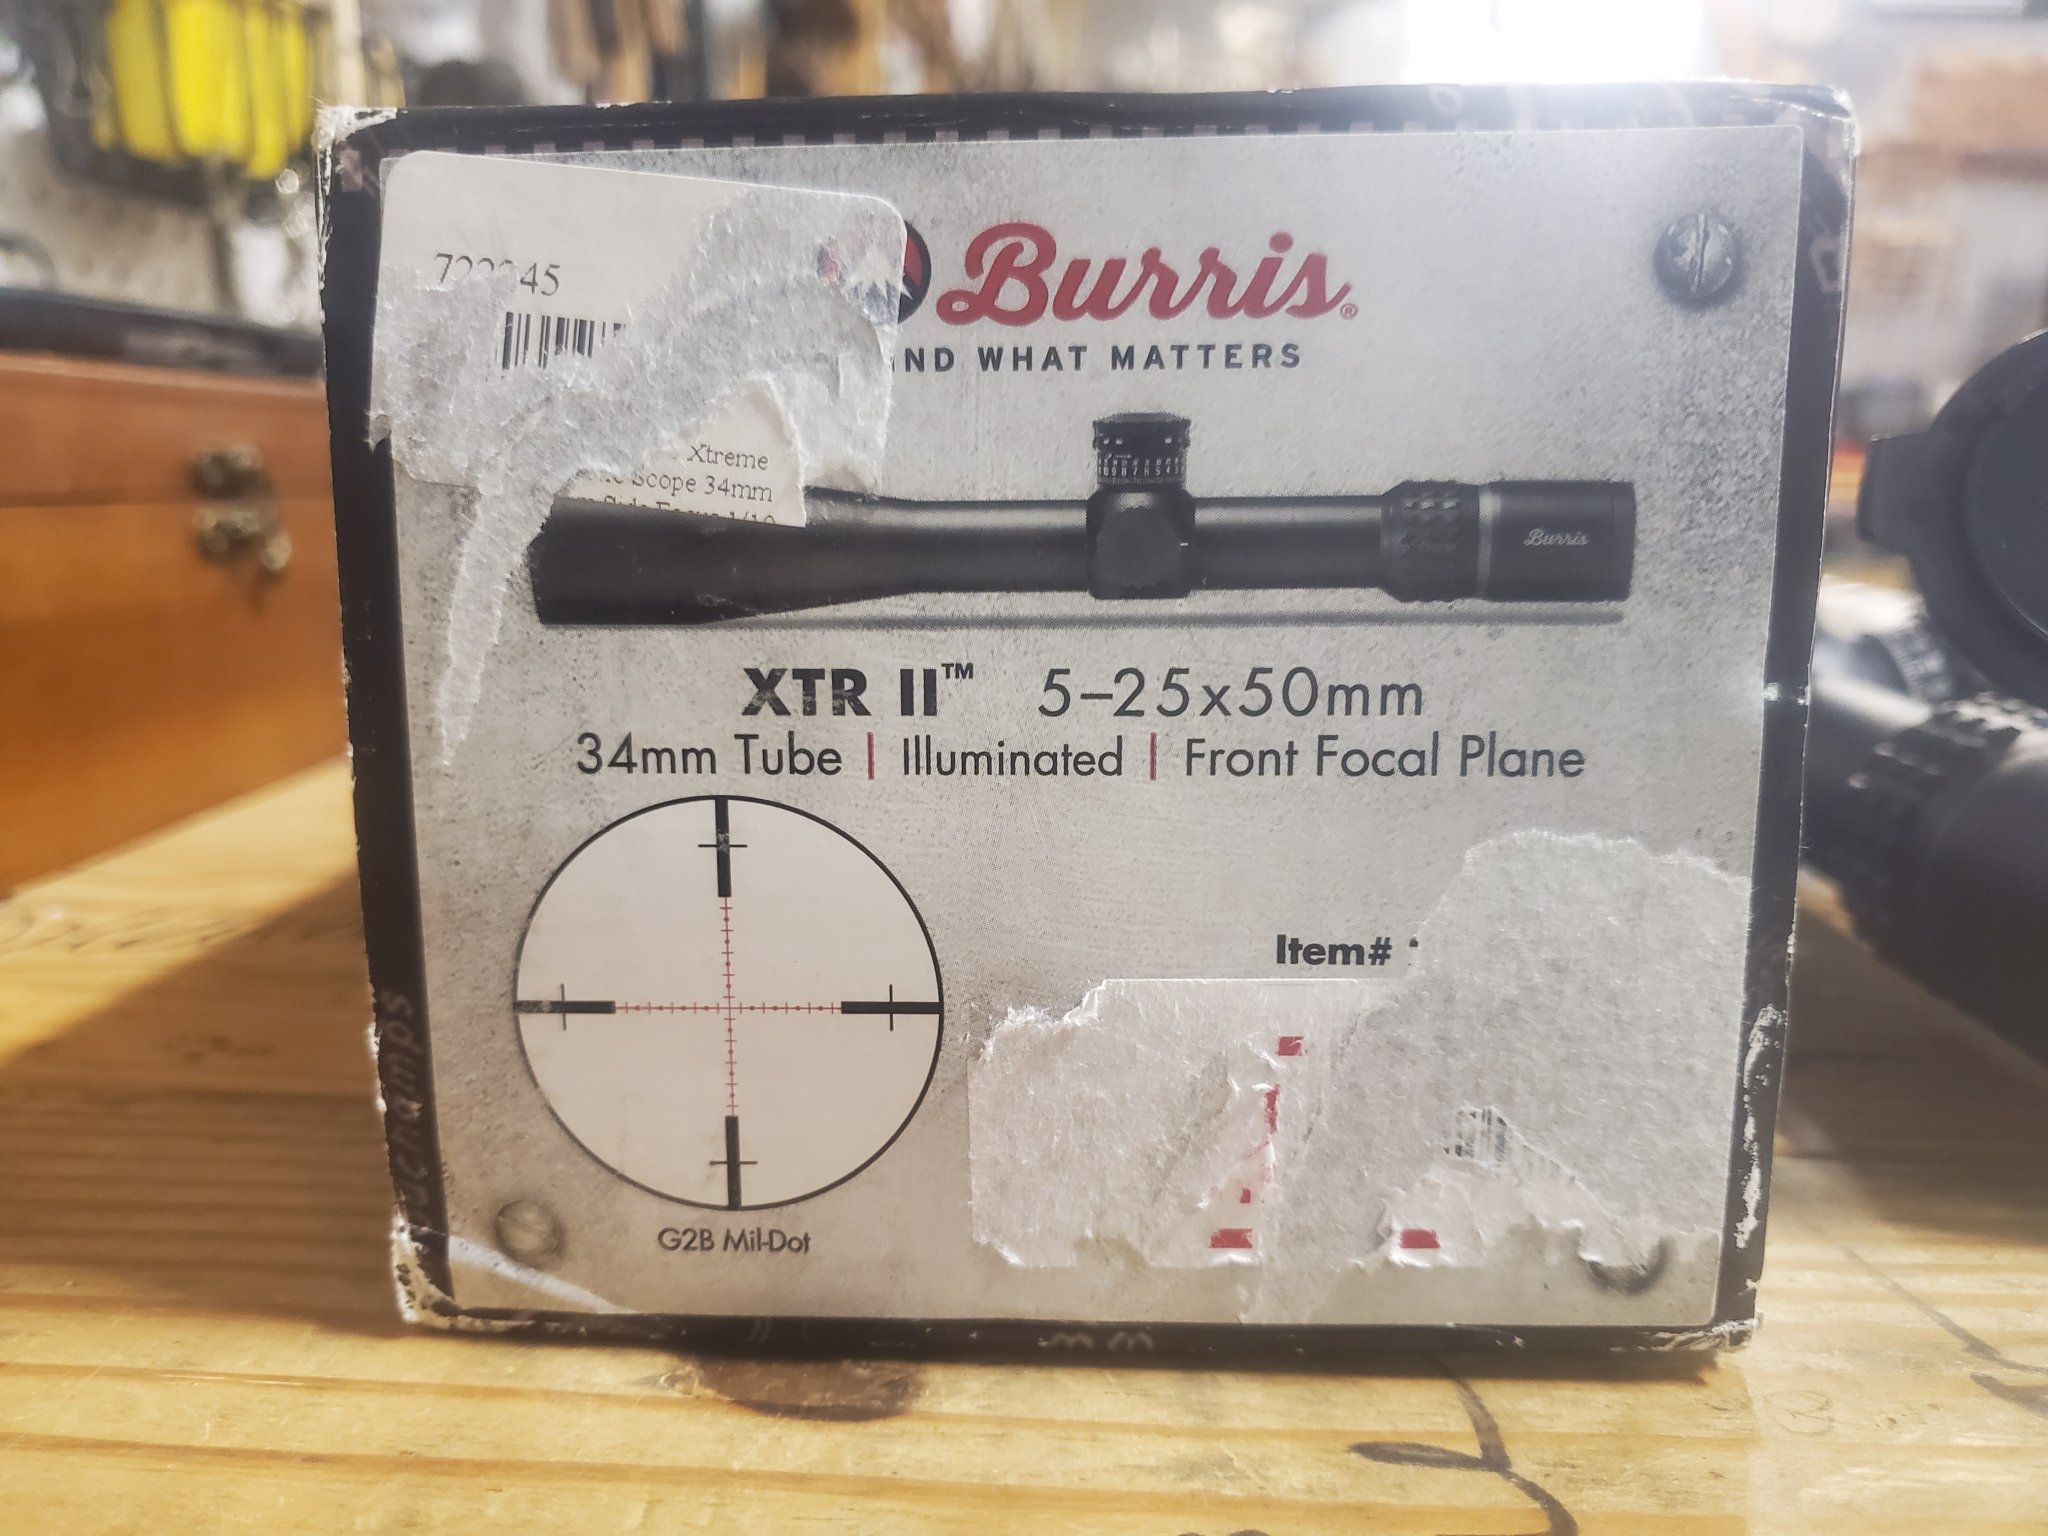 Burris®
WHAT MATTERS
Xtreme
Scope 34mm
Burris
XTR II™ 5–25x50mm
34mm Tube | Illuminated | Front Focal Plane
Item#
G2B Mil-Dot